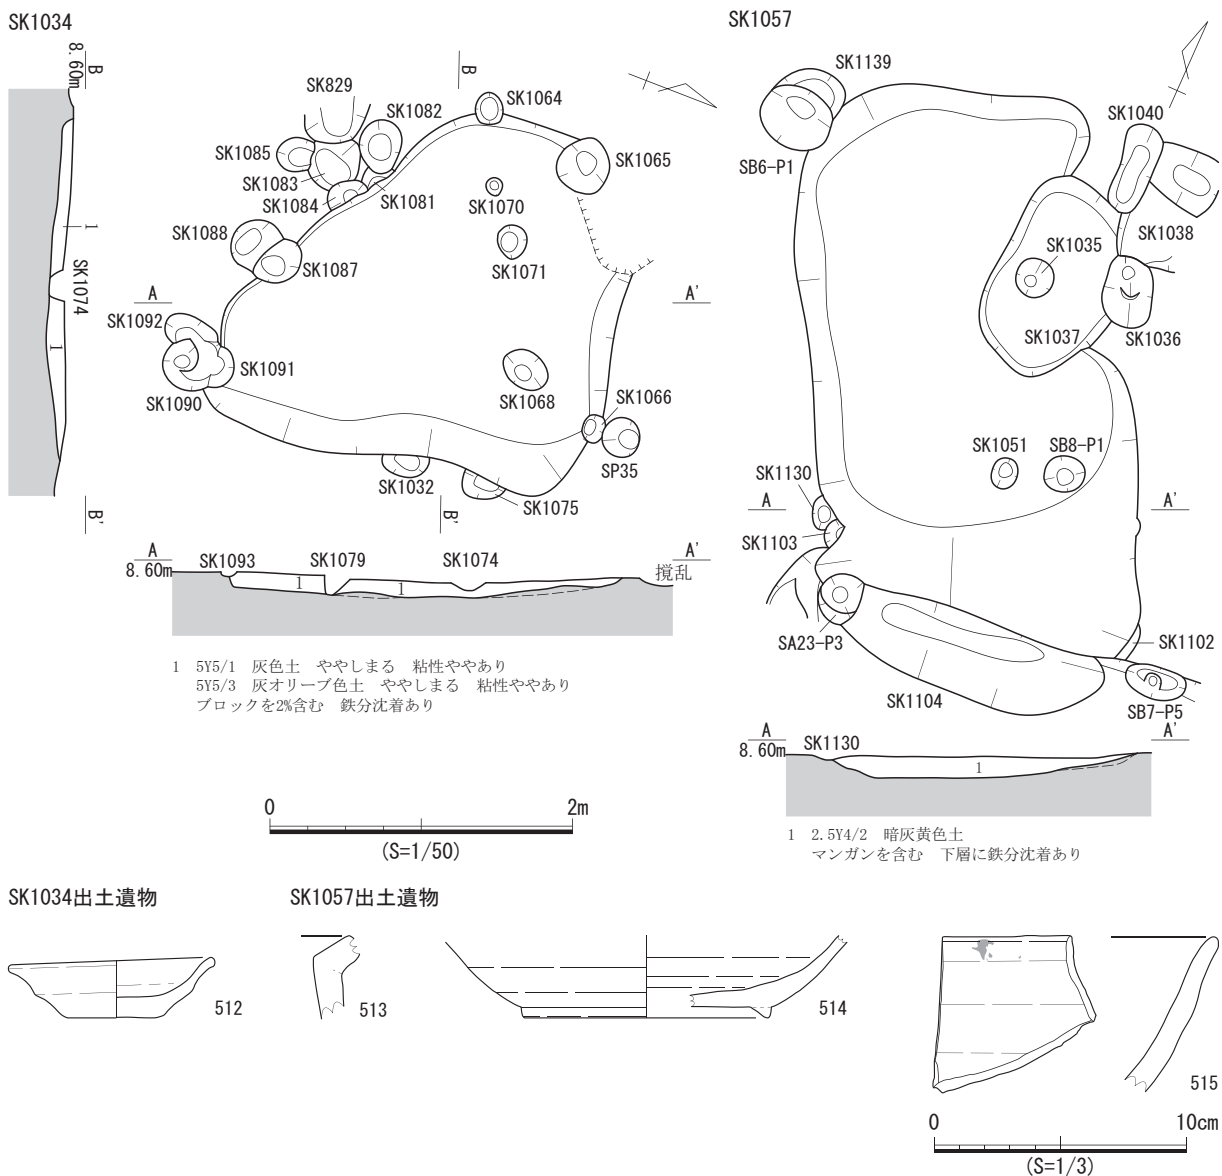 SK1034
8.60m
B
B
SK829
SK1082
SK1064
SK1085
SK1083
SK1084
SK1081
SK1065
SK1070
SK1088
SK1087
SK1071
1
SK1074
1
A
A'
SK1092
SK1091
SK1090
SK1068
SK1066
SP35
SK1032
SK1075
B'
B'
A
8.60m
SK1093
SK1079
SK1074
A'
撹乱
1
1
1 5Y5/1 灰色土 ややしまる 粘性ややあり
5Y5/3 灰オリーブ色土 ややしまる 粘性ややあり
ブロックを2%含む 鉄分沈着あり
0
2m
(S=1/50)
SK1057
SK1139
SK1040
SB6-P1
SK1038
SK1035
SK1037
SK1036
SK1051
SB8-P1
SK1130
A
A'
SK1103
SA23-P3
SK1102
SK1104
SB7-P5
A
8.60m
SK1130
A'
1
1 2.5Y4/2 暗灰黄色土
マンガンを含む 下層に鉄分沈着あり
SK1034出土遺物
SK1057出土遺物
512
513
514
515
0
10cm
(S=1/3)